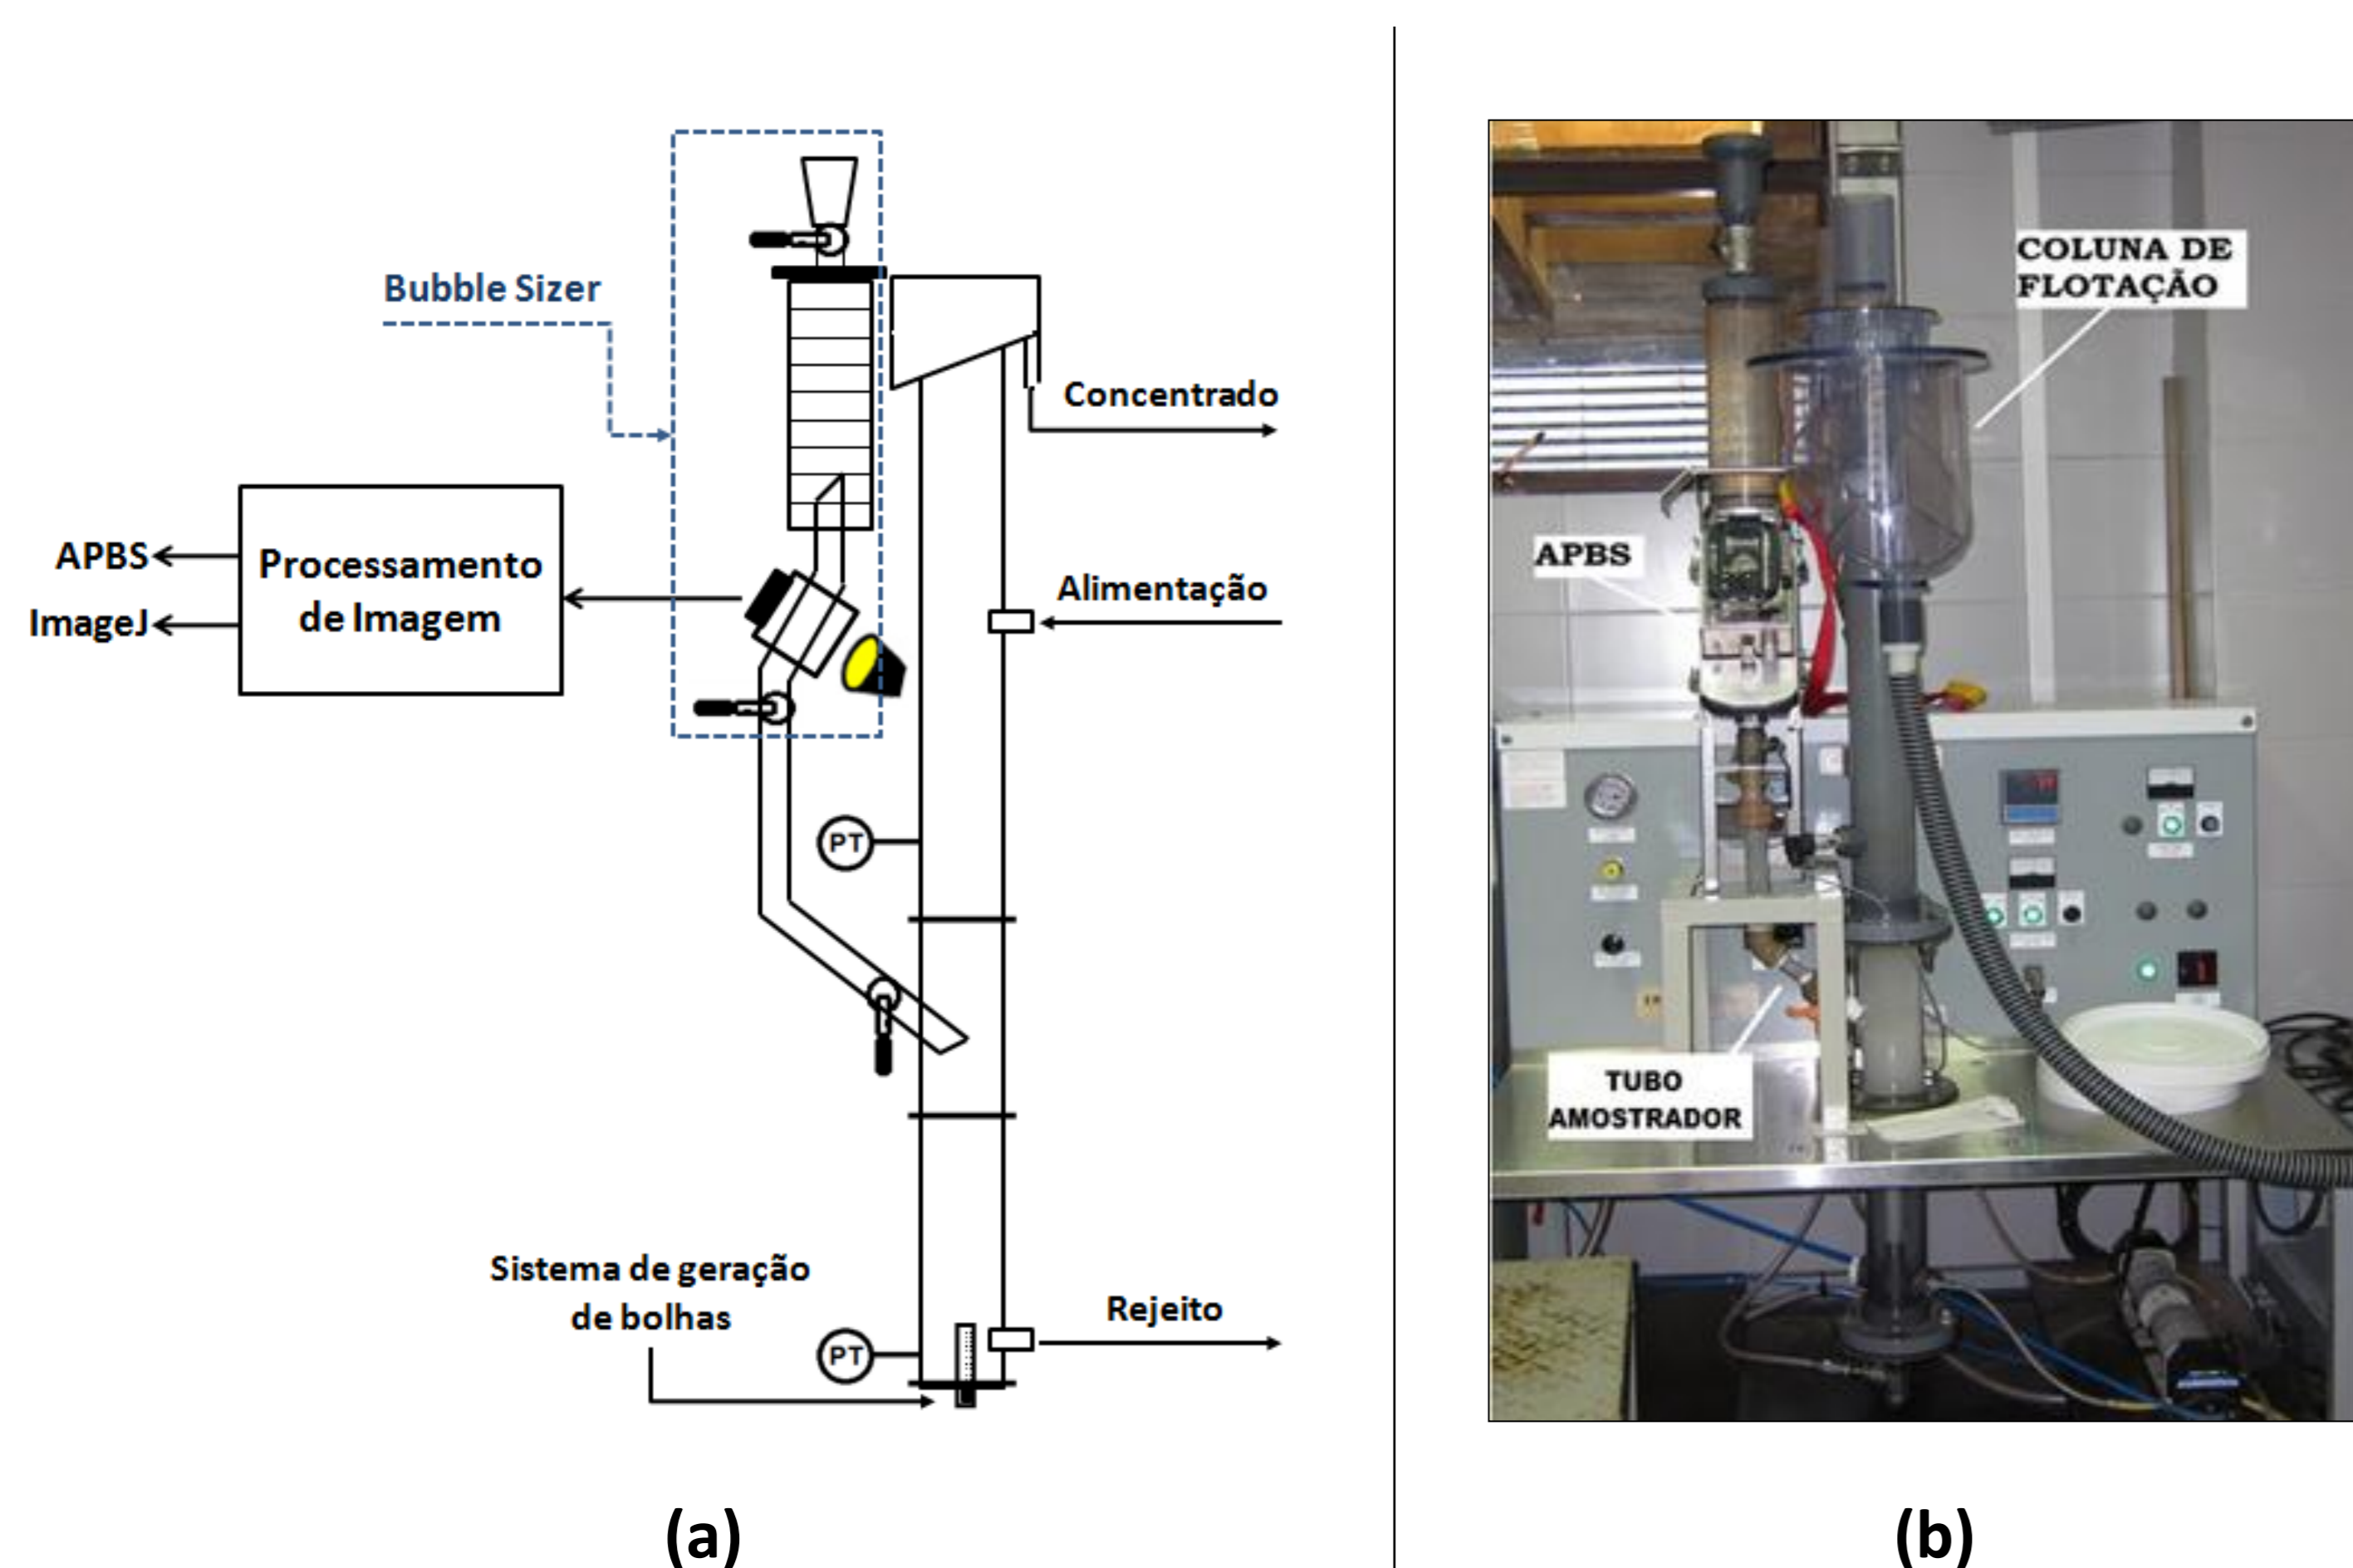 Bubble Sizer
Concentrado
APBS
ImageJ
Processamento
de Imagem
Alimentação
PT
Sistema de geração
de bolhas
PT
Rejeito
(a)
COLUNA DE
FLOTAÇÃO
APBS
TUBO
AMOSTRADOR
(b)